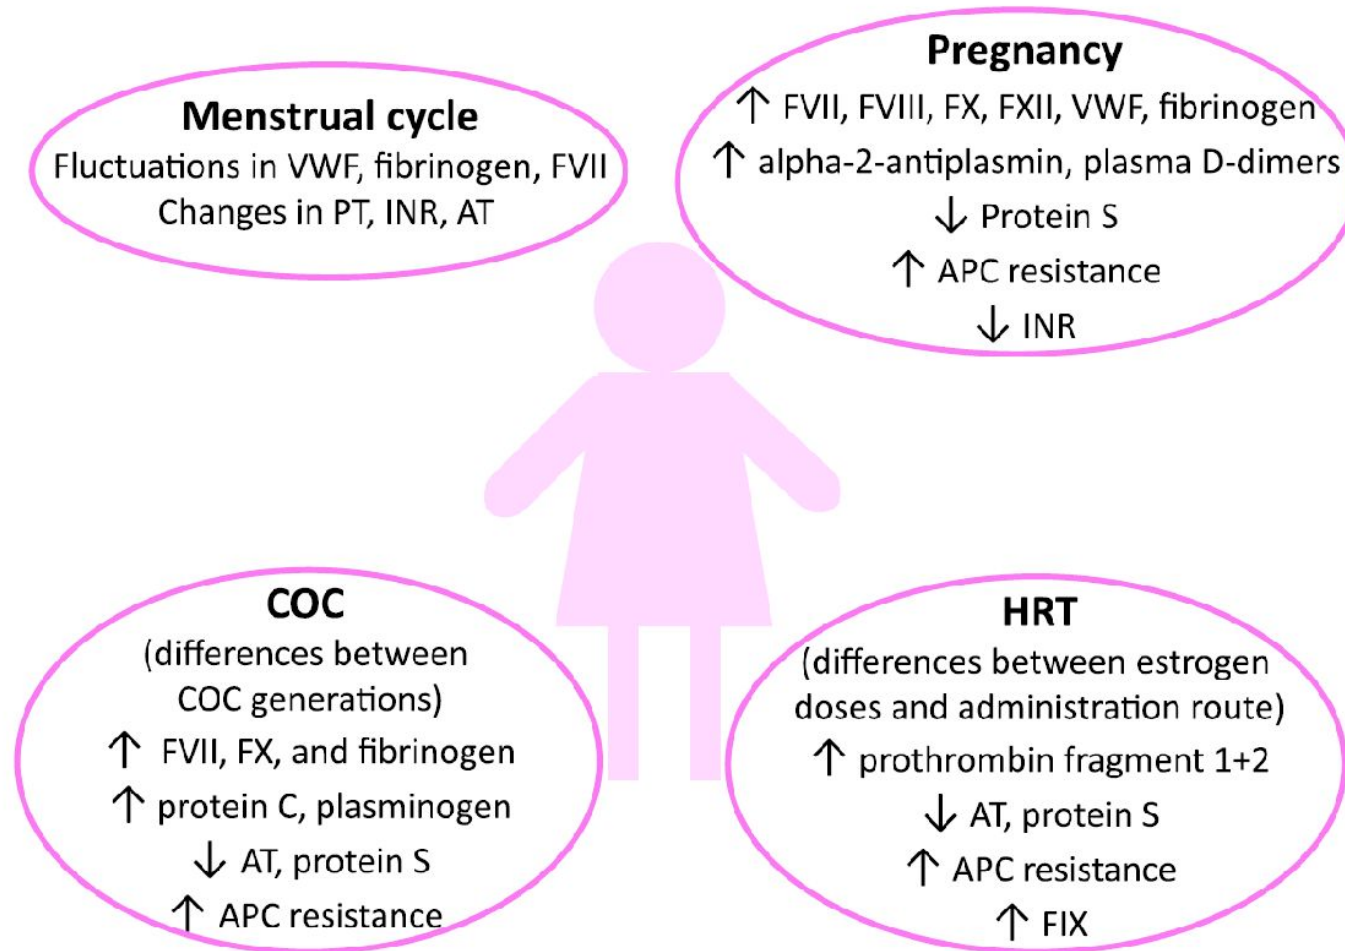 Menstrual cycle
Fluctuations in VWF, fibrinogen, FVII
Changes in PT, INR, AT
Pregnancy
↑ FVII, FVIII, FX, FXII, VWF, fibrinogen
↑ alpha-2-antiplasmin, plasma D-dimers
↓ Protein S
↑ APC resistance
↓ INR
COC
(differences between
COC generations)
↑ FVII, FX, and fibrinogen
↑ protein C, plasminogen
↓ AT, protein S
↑ APC resistance
HRT
(differences between estrogen
doses and administration route)
↑ prothrombin fragment 1+2
↓ AT, protein S
↑ APC resistance
↑ FIX